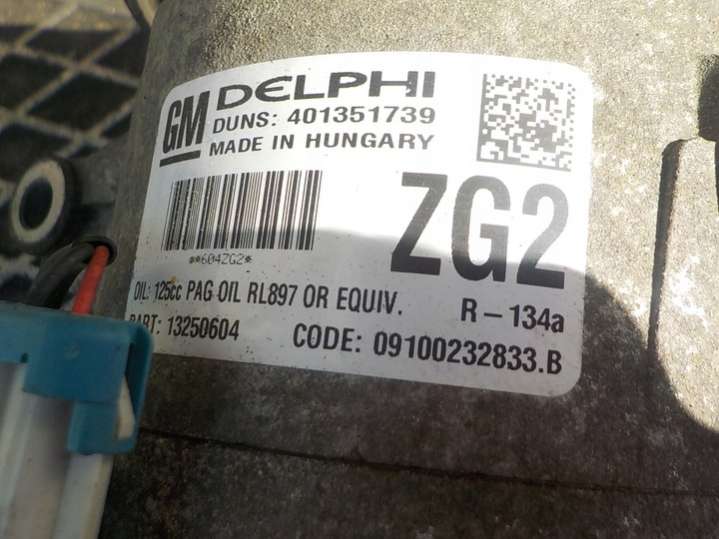 GM DELPHI
DUNS: 401351739
MADE IN HUNGARY
ZG2
**604ZG2*
OIL: 125cc PAG OIL RL897 OR EQUIV.
R-134a
PART: 13250604
CODE: 09100232833.B